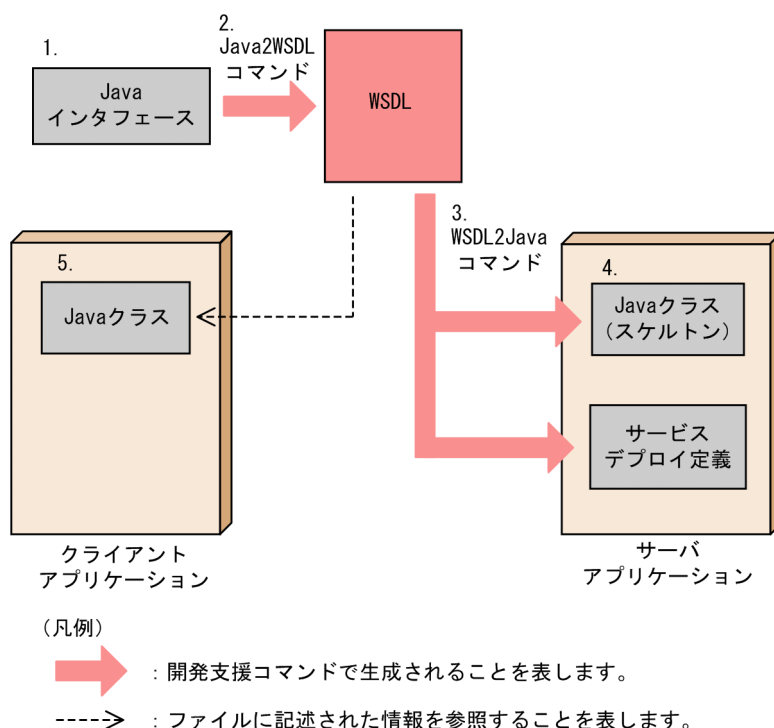 1.
Java
インタフェース
2.
Java2WSDL
コマンド
WSDL
3.
WSDL2Java
コマンド
4.
Javaクラス
(スケルトン)
サービス
デプロイ定義
5.
Javaクラス
クライアント
アプリケーション
サーバ
アプリケーション
(凡例)
:開発支援コマンドで生成されることを表します。
:ファイルに記述された情報を参照することを表します。